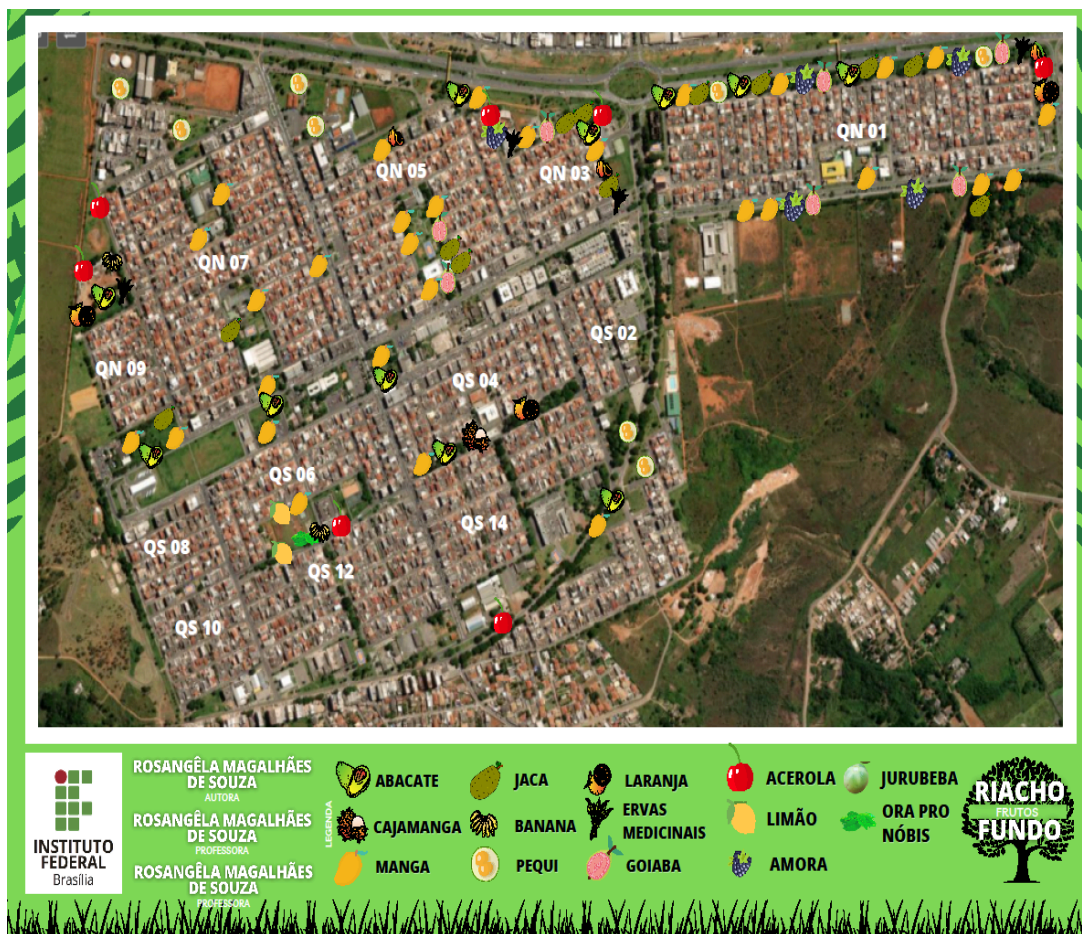 QN 01
QN 05
QN 03
QN 07
QS 02
QN 09
QS 04
QS 06
QS 14
QS 08
QS 12
QS 10
INSTITUTO
FEDERAL
Brasília
ROSANGÊLA MAGALHÃES
DE SOUZA
AUTORA
ROSANGÊLA MAGALHÃES
DE SOUZA
PROFESSORA
ROSANGÊLA MAGALHÃES
DE SOUZA
PROFESSORA
LEGENDA
ABACATE
JACA
LARANJA
ACEROLA
JURUBEBA
CAJAMANGA
BANANA
ERVAS
MEDICINAIS
LIMÃO
ORA PRO
NÓBIS
MANGA
PEQUI
GOIABA
AMORA
RIACHO
FRUTOS
FUNDO